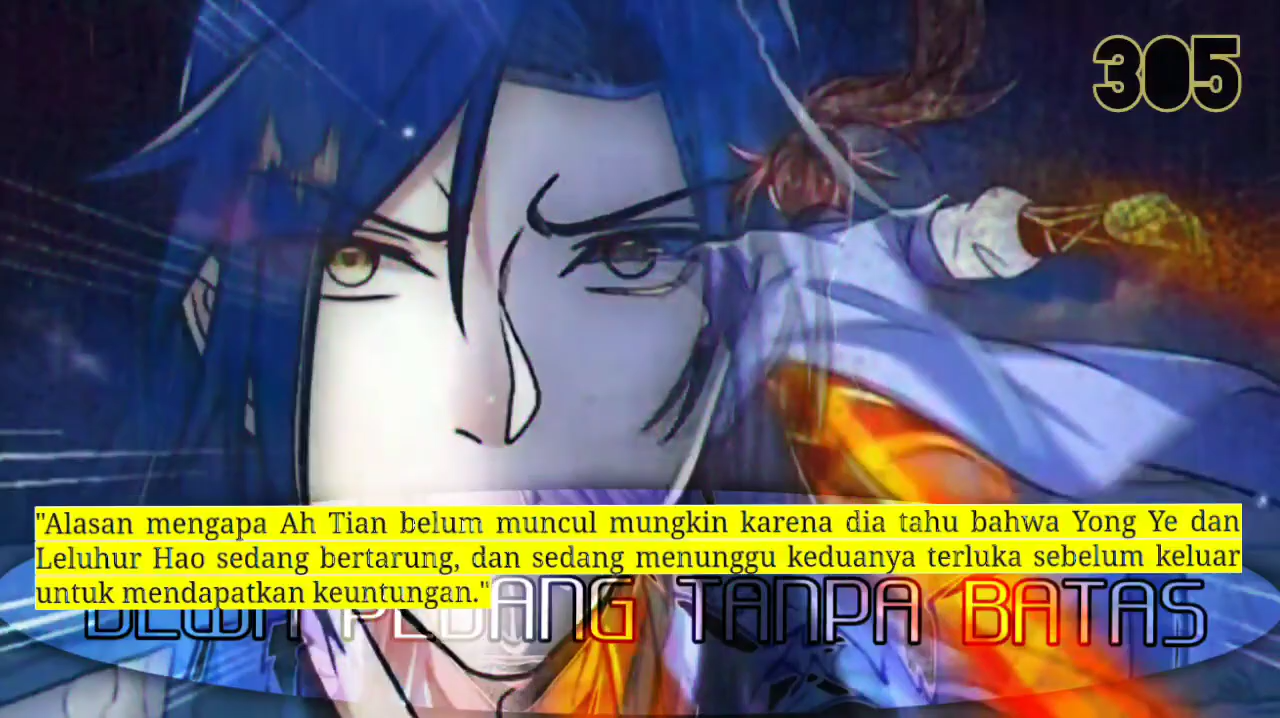 305
"Alasan mengapa Ah Tian belum muncul mungkin karena dia tahu bahwa Yong Ye dan
Leluhur Hao sedang bertarung, dan sedang menunggu keduanya terluka sebelum keluar
untuk mendapatkan keuntungan."
DEWA PEDANG TANPA BATAS